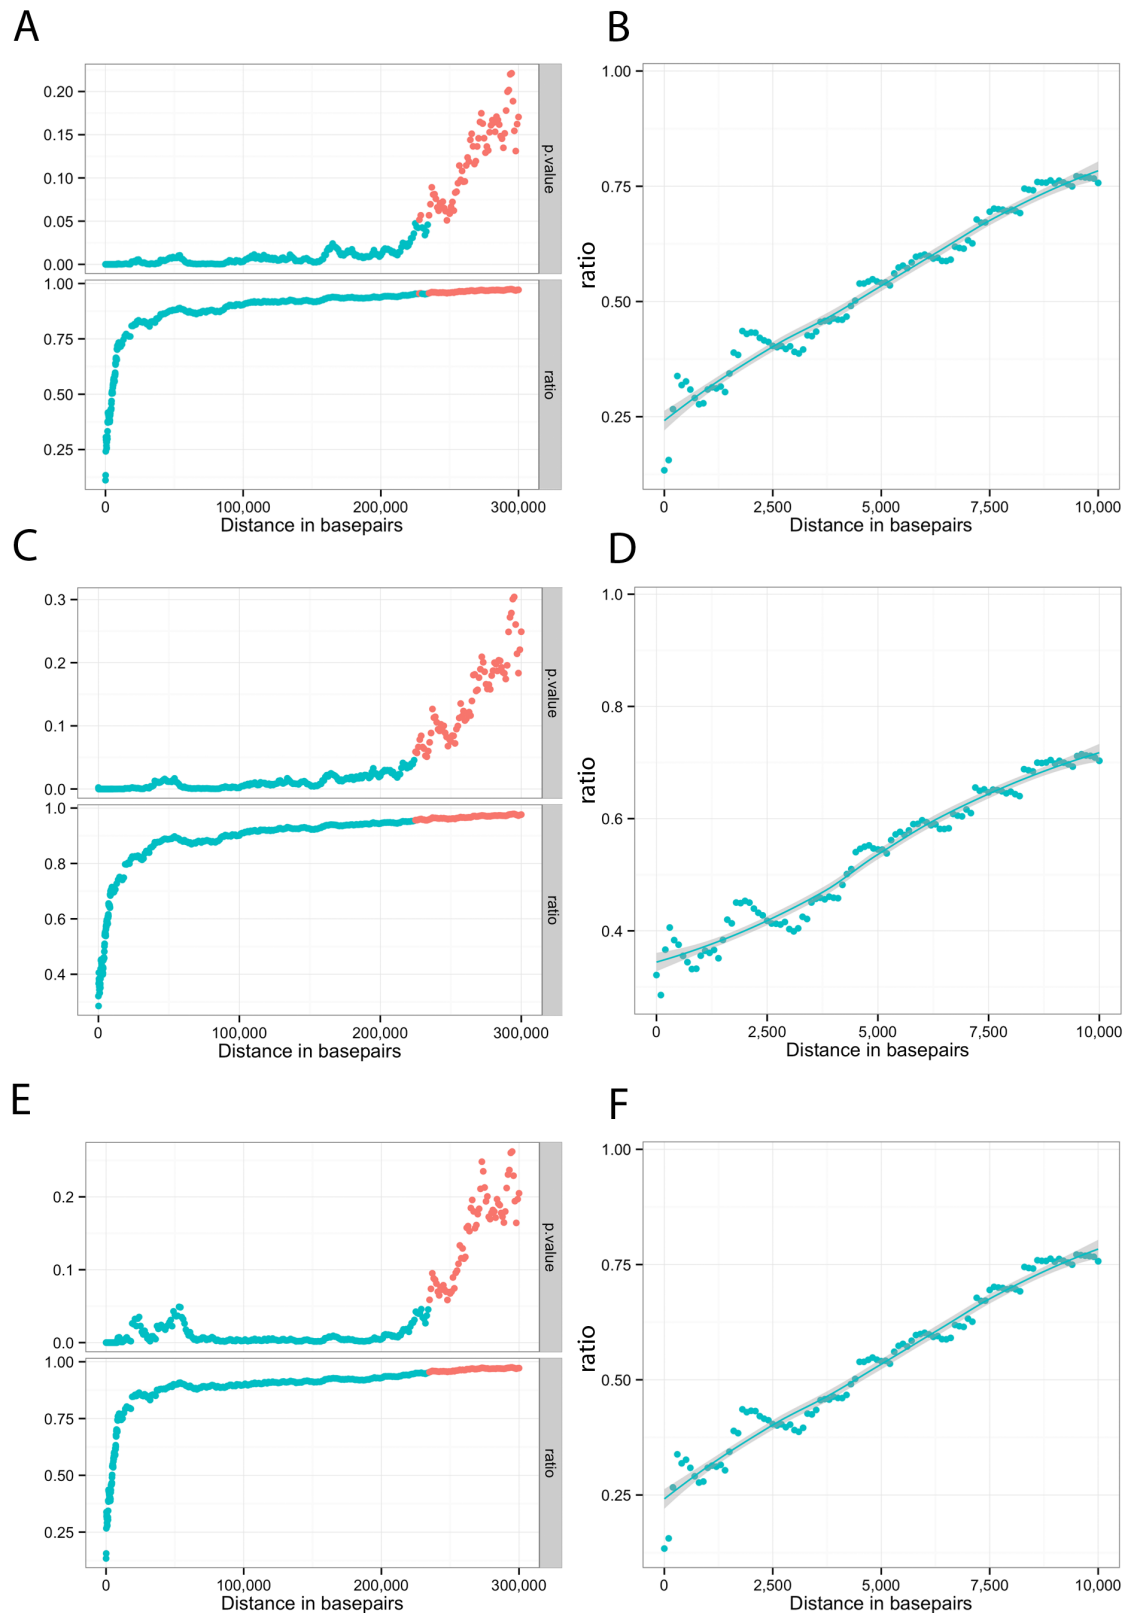 A
0.20
0.15
0.10
0.05
0.00
p.value
1.00
0.75
0.50
0.25
ratio
0 100,000 200,000 300,000
Distance in basepairs
B
1.00
0.75
0.50
0.25
ratio
0 2,500 5,000 7,500 10,000
Distance in basepairs
C
0.3
0.2
0.1
0.0
p.value
1.0
0.8
0.6
0.4
ratio
0 100,000 200,000 300,000
Distance in basepairs
D
1.0
0.8
0.6
0.4
ratio
0 2,500 5,000 7,500 10,000
Distance in basepairs
E
0.2
0.1
0.0
p.value
1.00
0.75
0.50
0.25
ratio
0 100,000 200,000 300,000
Distance in basepairs
F
1.00
0.75
0.50
0.25
ratio
0 2,500 5,000 7,500 10,000
Distance in basepairs